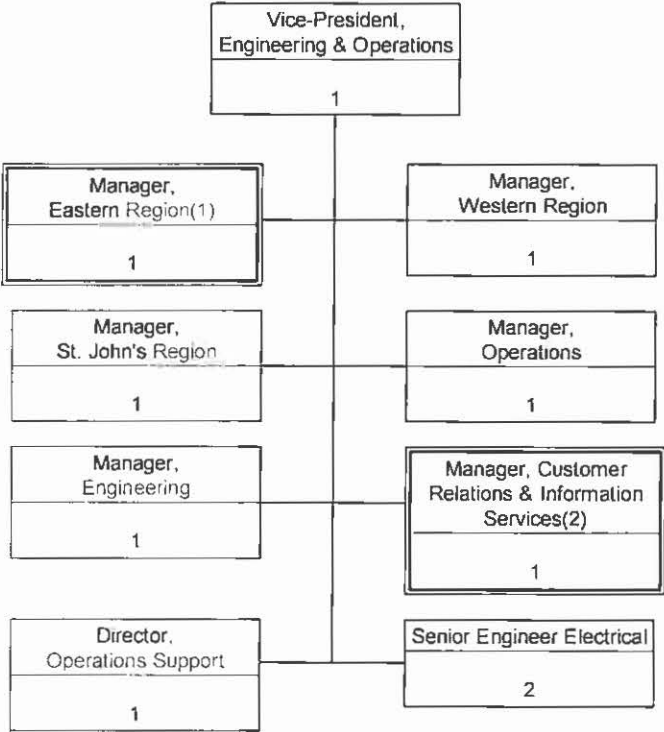 Vice-President,
Engineering & Operations
1
Manager,
Eastern Region(1)
1
Manager,
Western Region
1
Manager,
St. John's Region
1
Manager,
Operations
1
Manager,
Engineering
1
Manager, Customer
Relations & Information
Services(2)
1
Director,
Operations Support
1
Senior Engineer Electrical
2